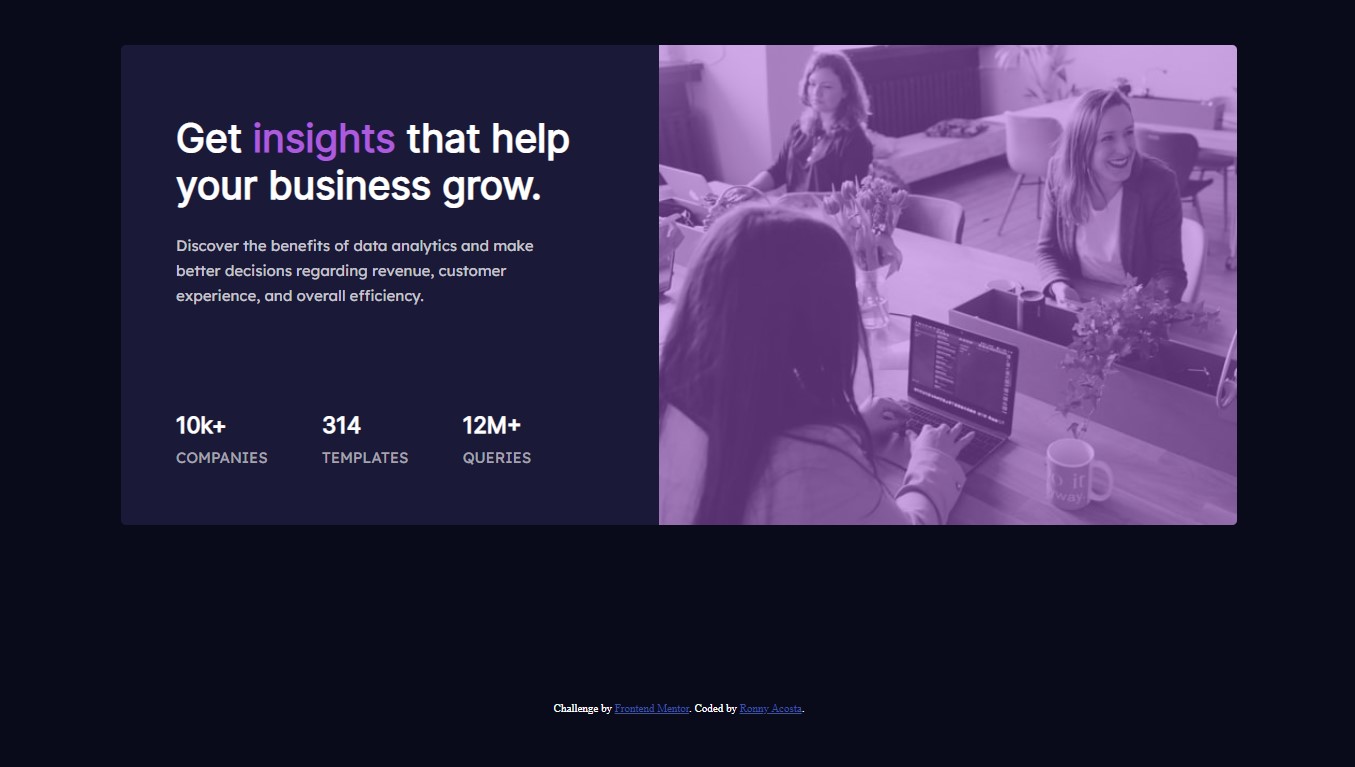 Get insights that help
your business grow.
Discover the benefits of data analytics and make
better decisions regarding revenue, customer
experience, and overall efficiency.
10k+ 314 12M+
COMPANIES TEMPLATES QUERIES
o it
way.
Challenge by Frontend Mentor. Coded by Ronny Acosta.